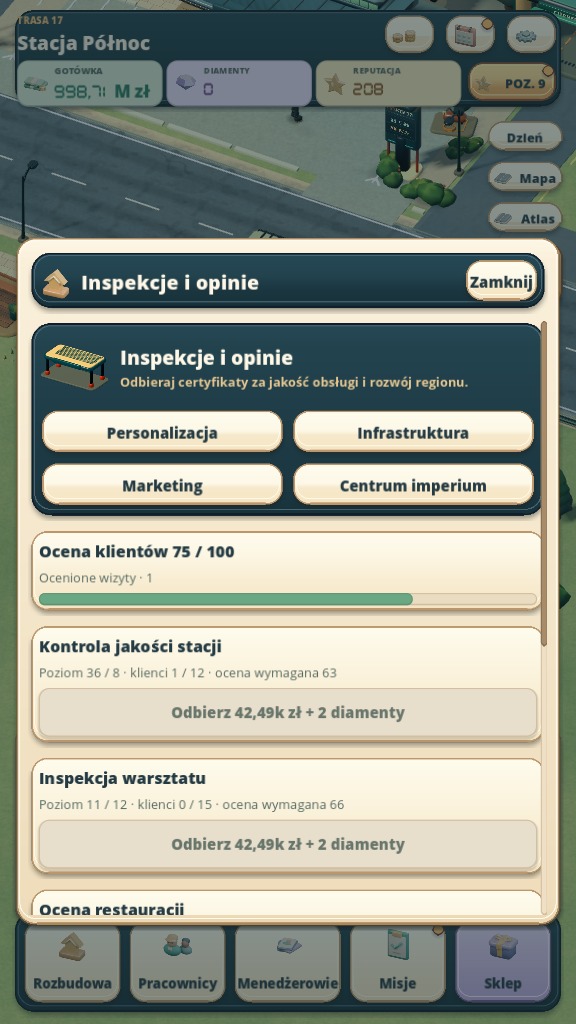 TRASA 17
Stacja Północ
GOTÓWKA
998,71 M zł
DIAMENTY
0
REPUTACJA
208
POZ. 9
Dzień
Mapa
Atlas
Inspekcje i opinie
Zamknij
Inspekcje i opinie
Odbieraj certyfikaty za jakość obsługi i rozwój regionu.
Personalizacja
Infrastruktura
Marketing
Centrum imperium
Ocena klientów 75 / 100
Ocenione wizyty · 1
Kontrola jakości stacji
Poziom 36 / 8 · klienci 1 / 12 · ocena wymagana 63
Odbierz 42,49k zł + 2 diamenty
Inspekcja warsztatu
Poziom 11 / 12 · klienci 0 / 15 · ocena wymagana 66
Odbierz 42,49k zł + 2 diamenty
Ocena restauracji
Rozbudowa
Pracownicy
Menedżerowie
Misje
Sklep